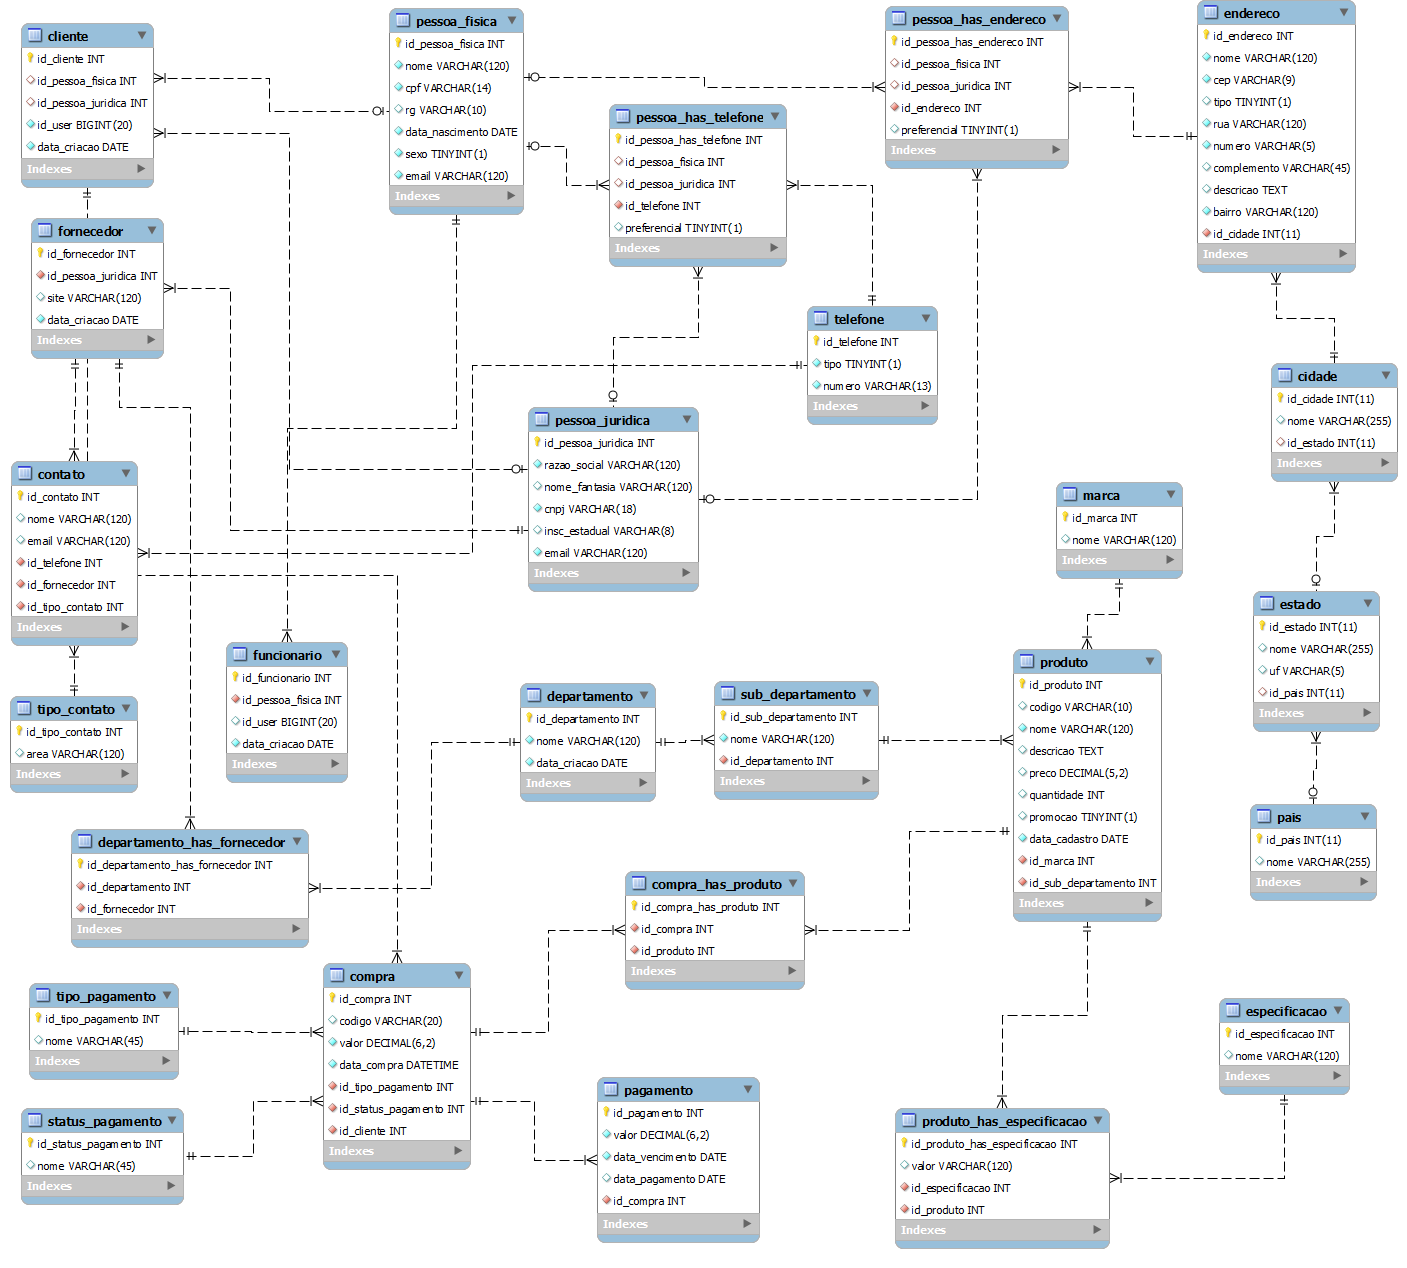 cliente
id_cliente INT
id_pessoa_fisica INT
id_pessoa_juridica INT
id_user BIGINT(20)
data_criacao DATE
Indexes
pessoa_fisica
id_pessoa_fisica INT
nome VARCHAR(120)
cpf VARCHAR(14)
rg VARCHAR(10)
data_nascimento DATE
sexo TINYINT(1)
email VARCHAR(120)
Indexes
pessoa_has_endereco
id_pessoa_has_endereco INT
id_pessoa_fisica INT
id_pessoa_juridica INT
id_endereco INT
preferencial TINYINT(1)
Indexes
endereco
id_endereco INT
nome VARCHAR(120)
cep VARCHAR(9)
tipo TINYINT(1)
rua VARCHAR(120)
numero VARCHAR(5)
complemento VARCHAR(45)
descricao TEXT
bairro VARCHAR(120)
id_cidade INT(11)
Indexes
pessoa_has_telefone
id_pessoa_has_telefone INT
id_pessoa_fisica INT
id_pessoa_juridica INT
id_telefone INT
preferencial TINYINT(1)
Indexes
fornecedor
id_fornecedor INT
id_pessoa_juridica INT
site VARCHAR(120)
data_criacao DATE
Indexes
telefone
id_telefone INT
tipo TINYINT(1)
numero VARCHAR(13)
Indexes
cidade
id_cidade INT(11)
nome VARCHAR(255)
id_estado INT(11)
Indexes
pessoa_juridica
id_pessoa_juridica INT
razao_social VARCHAR(120)
nome_fantasia VARCHAR(120)
cnpj VARCHAR(18)
insc_estadual VARCHAR(8)
email VARCHAR(120)
Indexes
contato
id_contato INT
nome VARCHAR(120)
email VARCHAR(120)
id_telefone INT
id_fornecedor INT
id_tipo_contato INT
Indexes
marca
id_marca INT
nome VARCHAR(120)
Indexes
estado
id_estado INT(11)
nome VARCHAR(255)
uf VARCHAR(5)
id_pais INT(11)
Indexes
funcionario
id_funcionario INT
id_pessoa_fisica INT
id_user BIGINT(20)
data_criacao DATE
Indexes
produto
id_produto INT
codigo VARCHAR(10)
nome VARCHAR(120)
descricao TEXT
preco DECIMAL(5,2)
quantidade INT
promocao TINYINT(1)
data_cadastro DATE
id_marca INT
id_sub_departamento INT
Indexes
tipo_contato
id_tipo_contato INT
area VARCHAR(120)
Indexes
departamento
id_departamento INT
nome VARCHAR(120)
data_criacao DATE
Indexes
sub_departamento
id_sub_departamento INT
nome VARCHAR(120)
id_departamento INT
Indexes
pais
id_pais INT(11)
nome VARCHAR(255)
Indexes
departamento_has_fornecedor
id_departamento_has_fornecedor INT
id_departamento INT
id_fornecedor INT
Indexes
compra_has_produto
id_compra_has_produto INT
id_compra INT
id_produto INT
Indexes
compra
id_compra INT
codigo VARCHAR(20)
valor DECIMAL(6,2)
data_compra DATETIME
id_tipo_pagamento INT
id_status_pagamento INT
id_cliente INT
Indexes
tipo_pagamento
id_tipo_pagamento INT
nome VARCHAR(45)
Indexes
especificacao
id_especificacao INT
nome VARCHAR(120)
Indexes
pagamento
id_pagamento INT
valor DECIMAL(6,2)
data_vencimento DATE
data_pagamento DATE
id_compra INT
Indexes
status_pagamento
id_status_pagamento INT
nome VARCHAR(45)
Indexes
produto_has_especificacao
id_produto_has_especificacao INT
valor VARCHAR(120)
id_especificacao INT
id_produto INT
Indexes